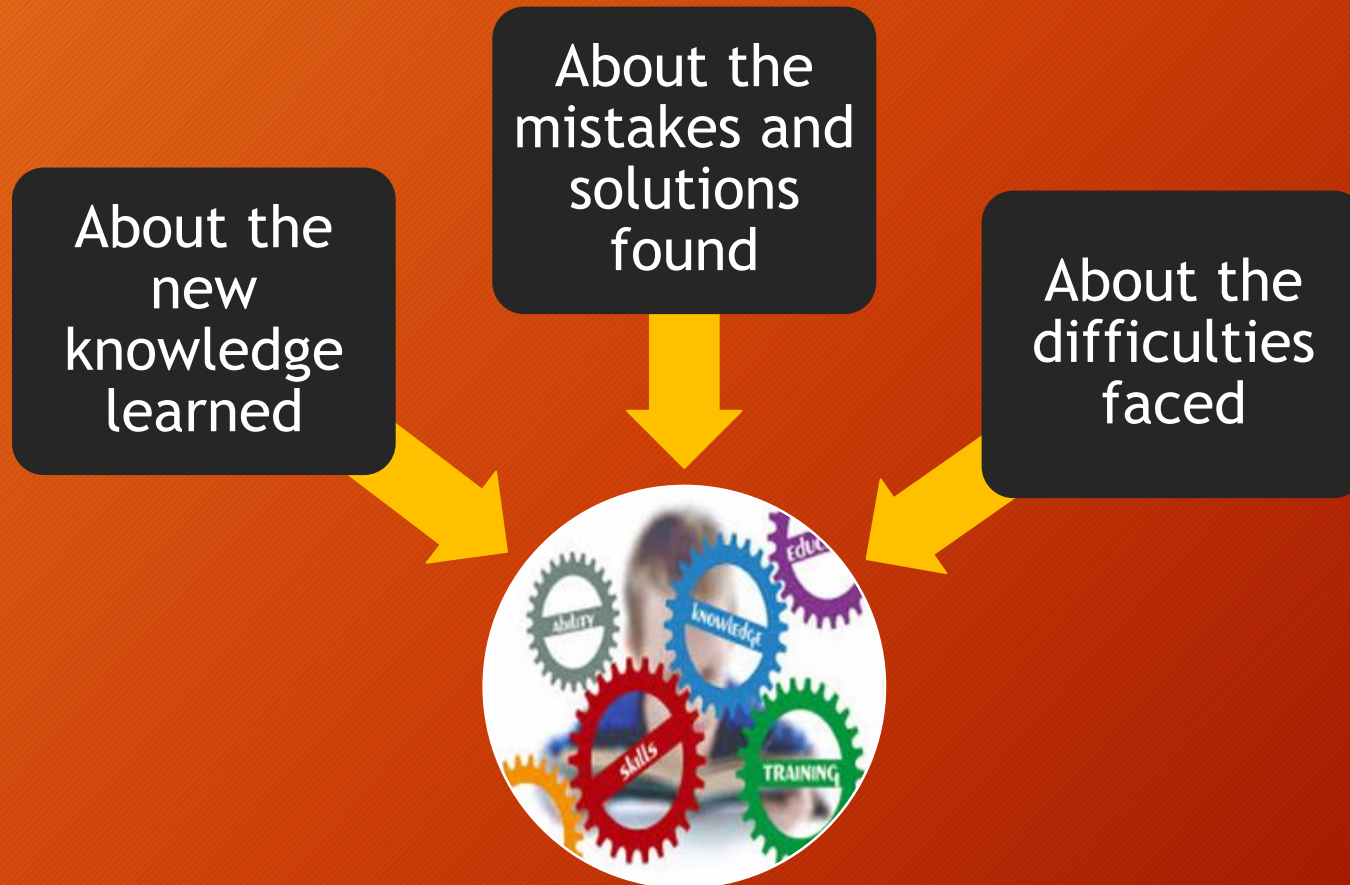 About the
mistakes and
solutions
found
About the
new
knowledge
learned
About the
difficulties
faced
Ability
knowledge
skills
TRAINING